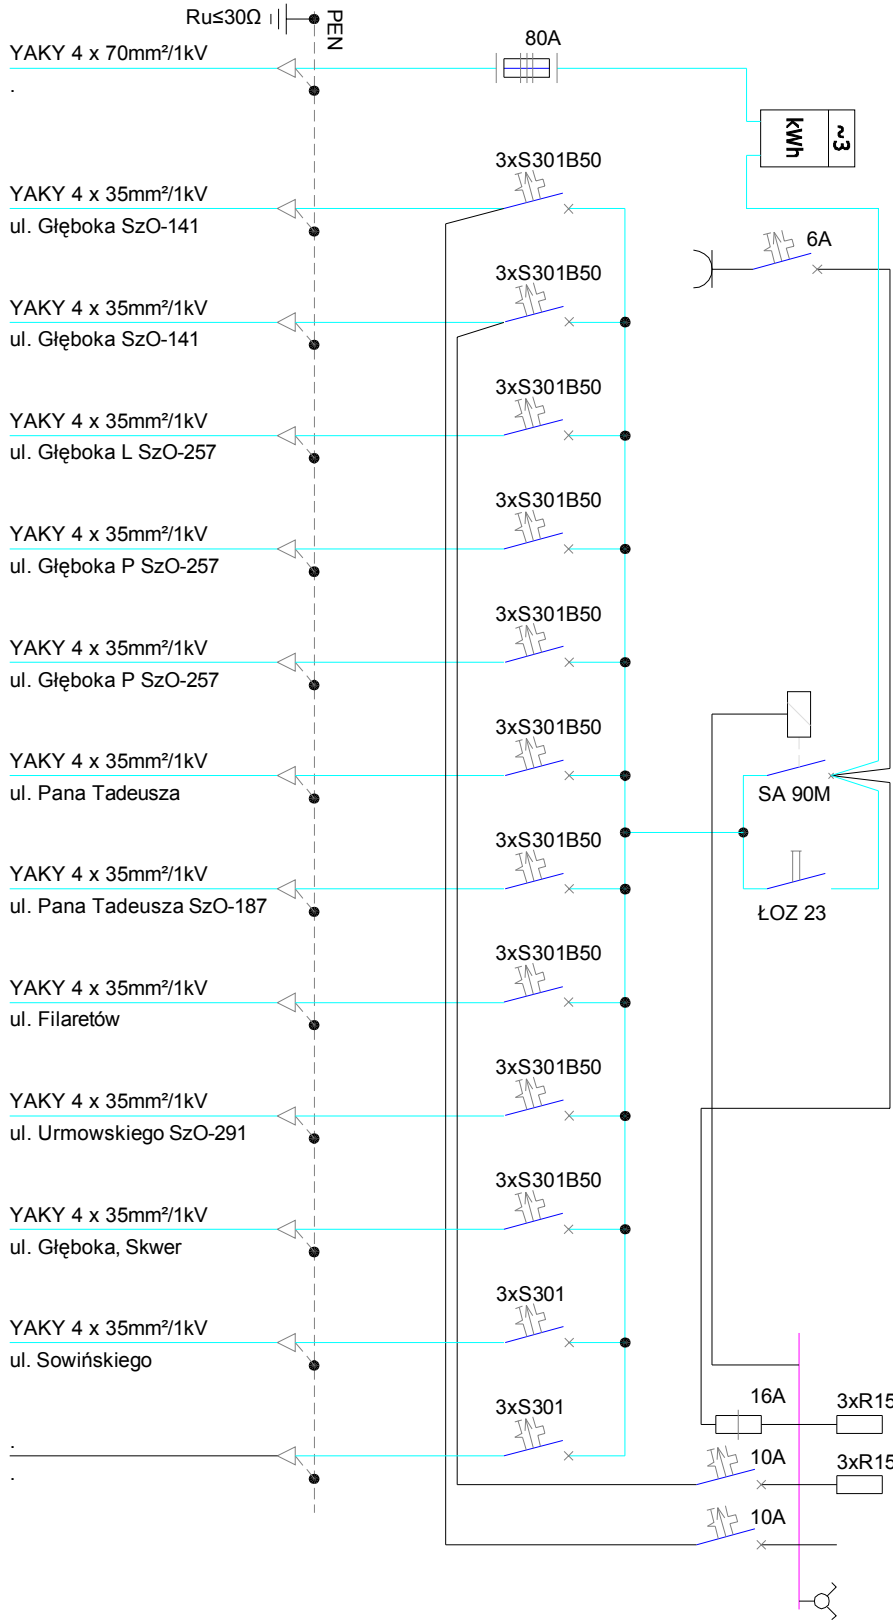 Ru≤30Ω
PEN
YAKY 4 x 70mm²/1kV
.
80A
kWh
~3
3xS301B50
YAKY 4 x 35mm²/1kV
ul. Głęboka SzO-141
6A
3xS301B50
YAKY 4 x 35mm²/1kV
ul. Głęboka SzO-141
3xS301B50
YAKY 4 x 35mm²/1kV
ul. Głęboka L SzO-257
3xS301B50
YAKY 4 x 35mm²/1kV
ul. Głęboka P SzO-257
3xS301B50
YAKY 4 x 35mm²/1kV
ul. Głęboka P SzO-257
3xS301B50
YAKY 4 x 35mm²/1kV
ul. Pana Tadeusza
SA 90M
3xS301B50
YAKY 4 x 35mm²/1kV
ul. Pana Tadeusza SzO-187
ŁOZ 23
3xS301B50
YAKY 4 x 35mm²/1kV
ul. Filaretów
3xS301B50
YAKY 4 x 35mm²/1kV
ul. Urmowskiego SzO-291
3xS301B50
YAKY 4 x 35mm²/1kV
ul. Głęboka, Skwer
3xS301
YAKY 4 x 35mm²/1kV
ul. Sowińskiego
3xS301
.
.
16A
3xR15
10A
3xR15
10A